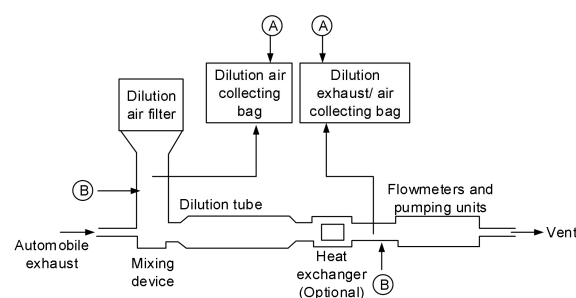 A
A
Dilution air
collecting
bag
Dilution
exhaust/ air
collecting bag
Dilution
air filter
B
Dilution tube
Flowmeters and
pumping units
Automobile
exhaust
Mixing
device
Heat
exchanger
(Optional)
B
Vent